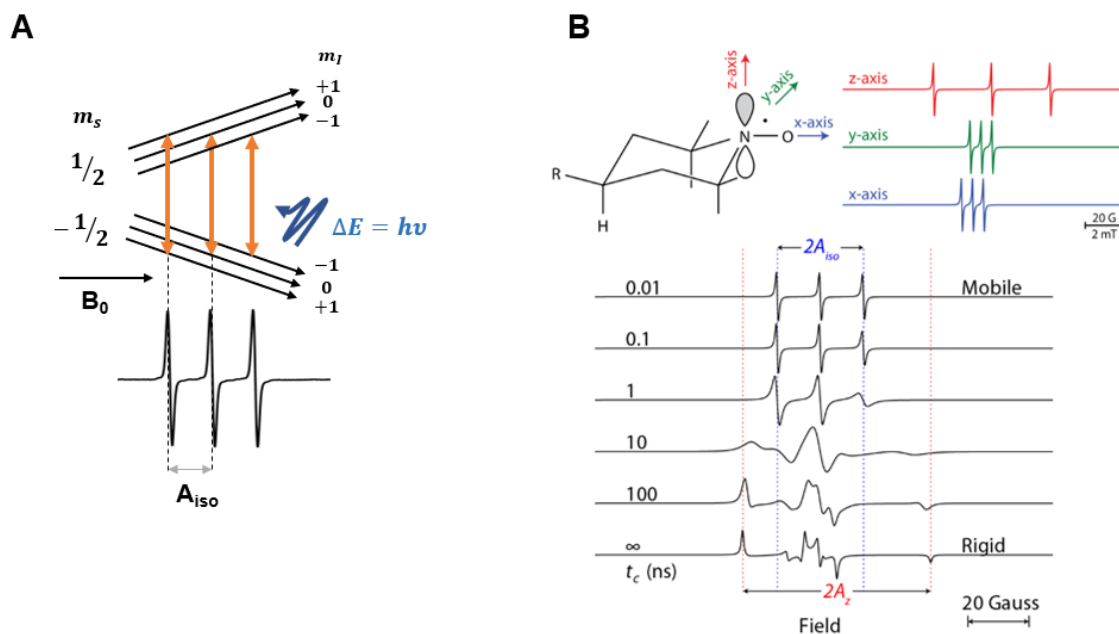 A
m_I
+1
0
−1
m_s
1/2
−1/2
ΔE = hυ
−1
0
+1
B₀
A_iso
B
z-axis
y-axis
x-axis
N
O
R
H
z-axis
y-axis
x-axis
20 G
2 mT
2A_iso
0.01 Mobile
0.1
1
10
100
∞ Rigid
t_c (ns)
2A_z
20 Gauss
Field